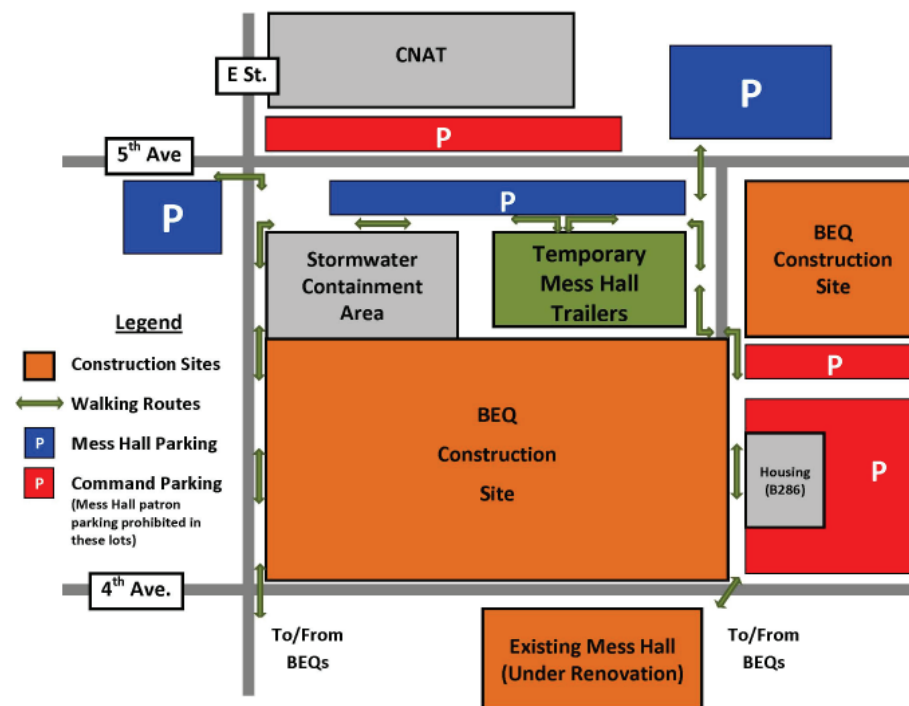 CNAT
E St.
P
P
5th Ave
P
P
Stormwater
Containment
Area
Temporary
Mess Hall
Trailers
BEQ
Construction
Site
Legend
Construction Sites
Walking Routes
P
Mess Hall Parking
P
Command Parking
(Mess Hall patron
parking prohibited in
these lots)
BEQ
Construction
Site
P
Housing
(B286)
P
4th Ave.
To/From
BEQs
Existing Mess Hall
(Under Renovation)
To/From
BEQs